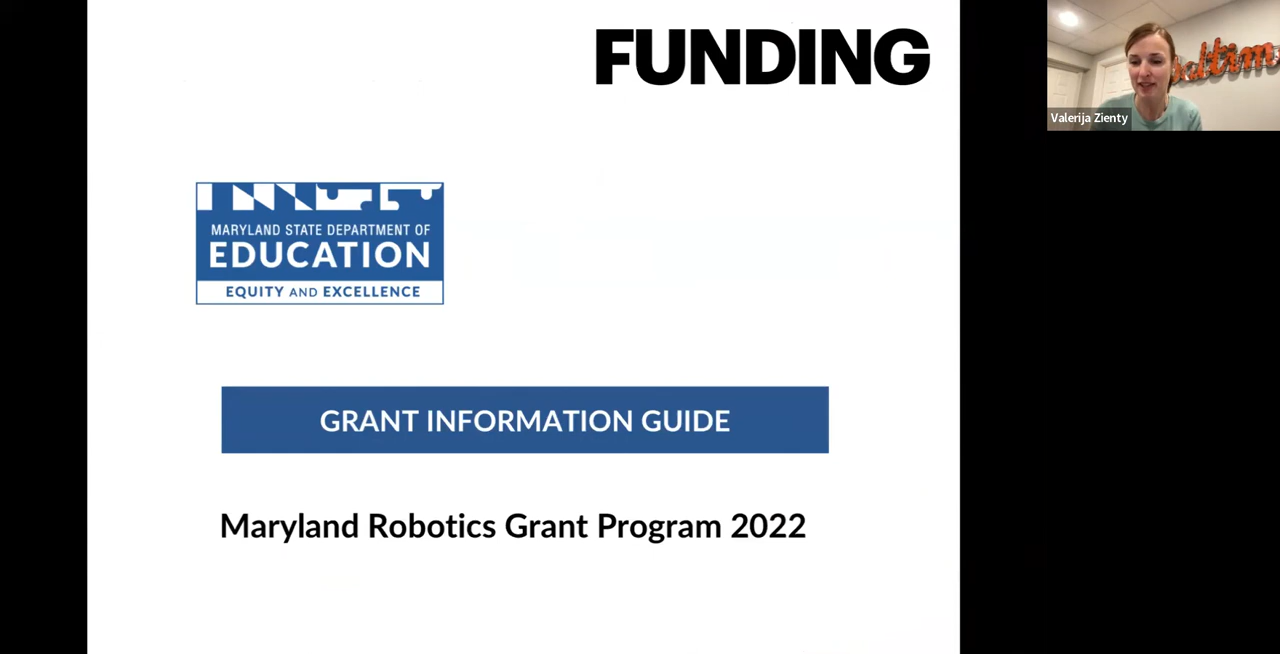 FUNDING
MARYLAND STATE DEPARTMENT OF
EDUCATION
EQUITY AND EXCELLENCE
GRANT INFORMATION GUIDE
Maryland Robotics Grant Program 2022
Valerija Zienty